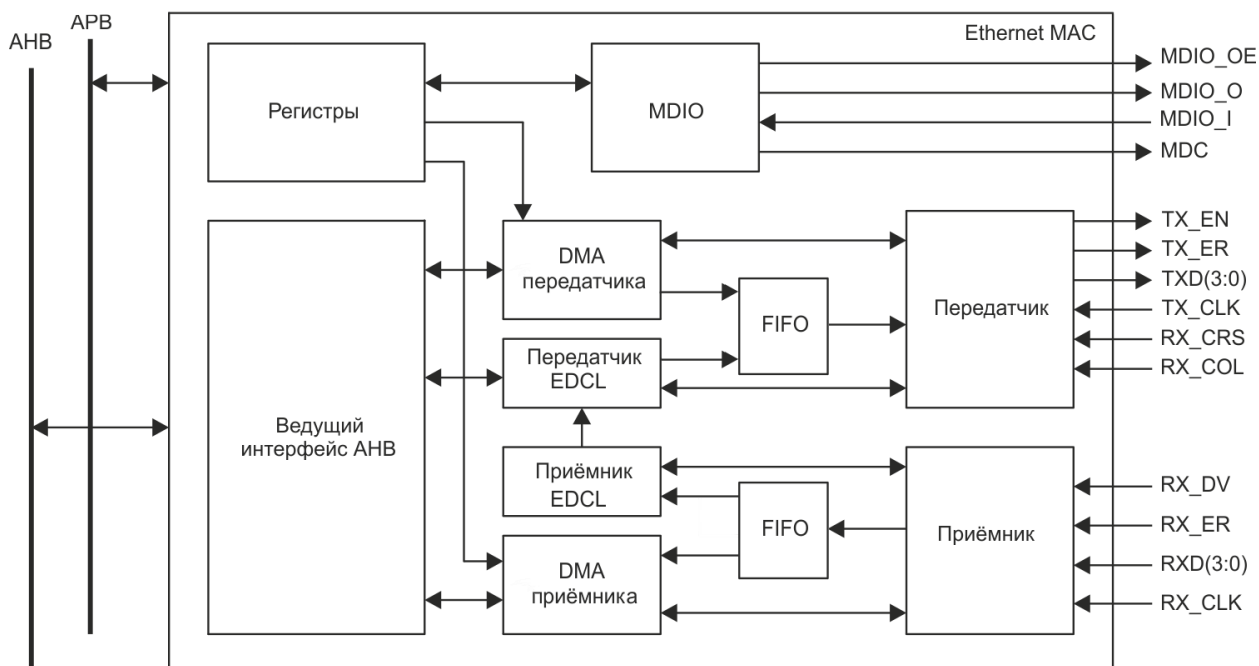 APB
AHB
Ethernet MAC
MDIO_OE
MDIO_O
MDIO_I
MDC
Регистры
MDIO
TX_EN
TX_ER
TXD(3:0)
TX_CLK
RX_CRS
RX_COL
DMA
передатчика
FIFO
Передатчик
Передатчик
EDCL
Ведущий
интерфейс AHB
Приёмник
EDCL
FIFO
Приёмник
DMA
приёмника
RX_DV
RX_ER
RXD(3:0)
RX_CLK